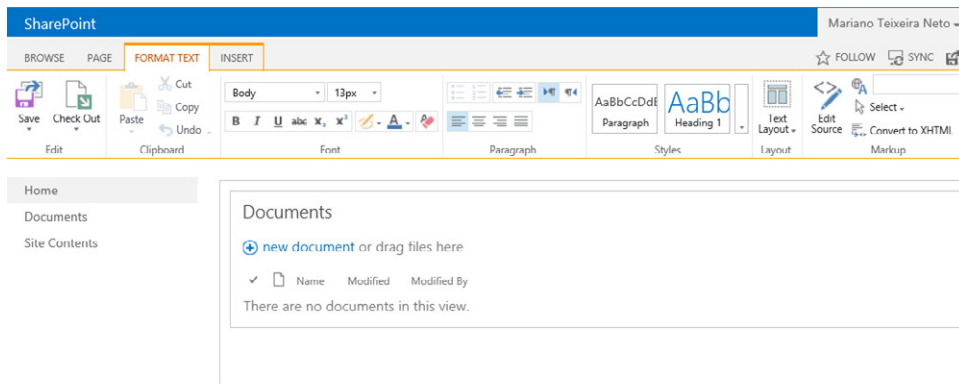 SharePoint
Mariano Teixeira Neto
BROWSE PAGE FORMAT TEXT INSERT
FOLLOW SYNC
Save
Check Out
Edit
Paste
Cut
Copy
Undo
Clipboard
Body 13px
B I U abc x₂ x² A
Font
Paragraph
AaBbCcDdE
Paragraph
AaBb
Heading 1
Styles
Text
Layout
Layout
Edit
Source
Select
Convert to XHTML
Markup
Home
Documents
Site Contents
Documents
new document or drag files here
Name Modified Modified By
There are no documents in this view.